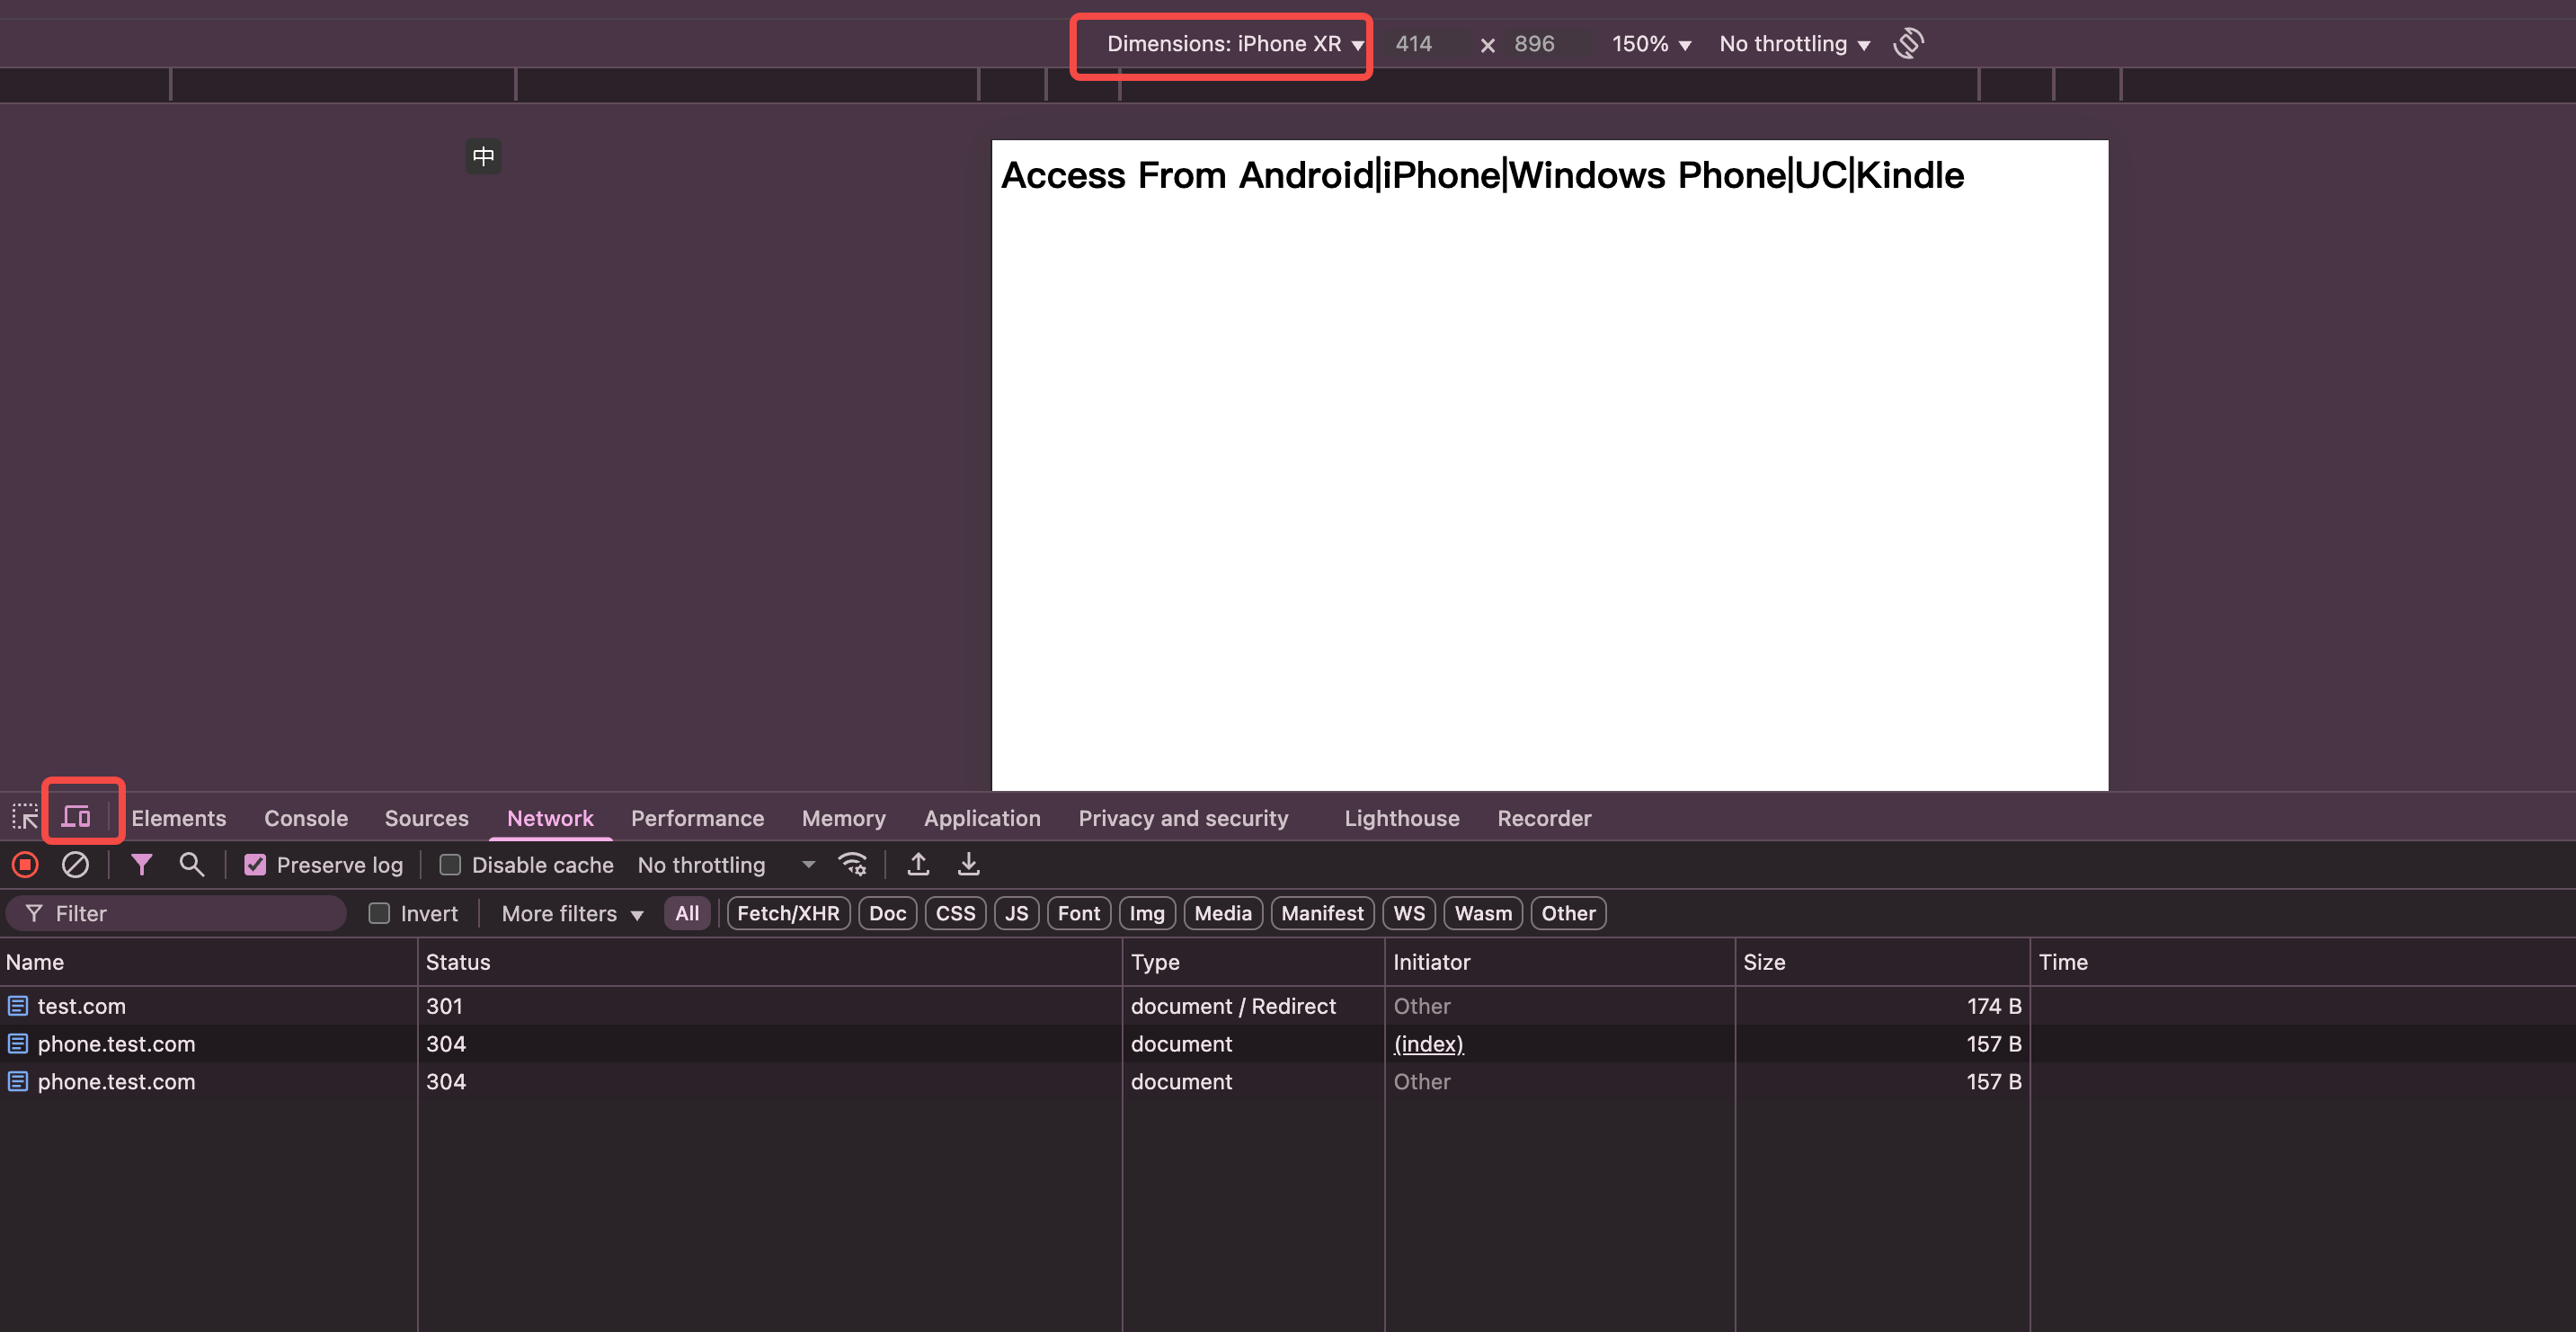 Dimensions: iPhone XR ▼ 414 × 896 150% ▼ No throttling ▼
中
Access From Android|iPhone|Windows Phone|UC|Kindle
Elements Console Sources Network Performance Memory Application Privacy and security Lighthouse Recorder
Preserve log Disable cache No throttling
Filter Invert More filters ▼ All Fetch/XHR Doc CSS JS Font Img Media Manifest WS Wasm Other
Name Status Type Initiator Size Time
test.com 301 document / Redirect Other 174 B
phone.test.com 304 document (index) 157 B
phone.test.com 304 document Other 157 B